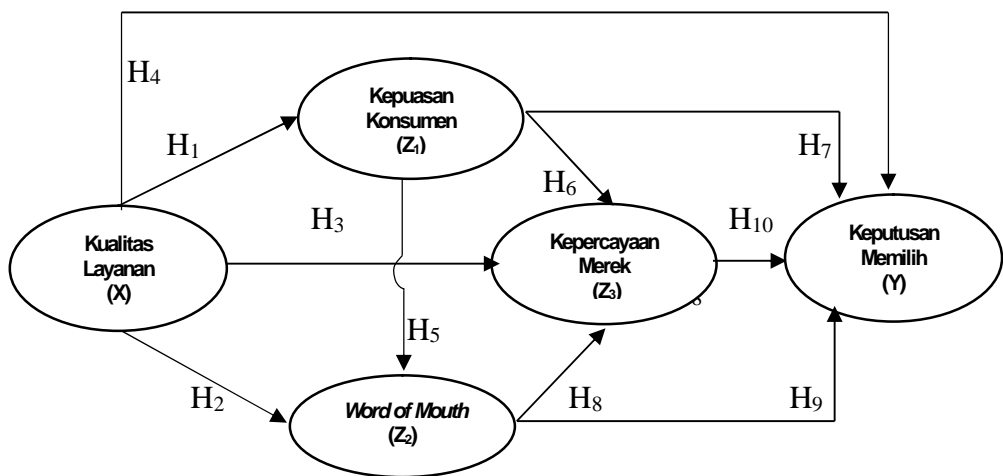 H4
Kepuasan
Konsumen
(Z1)
H1
H7
H6
H3
H10
Kualitas
Layanan
(X)
Kepercayaan
Merek
(Z3)
Keputusan
Memilih
(Y)
8
H5
H2
Word of Mouth
(Z2)
H8
H9